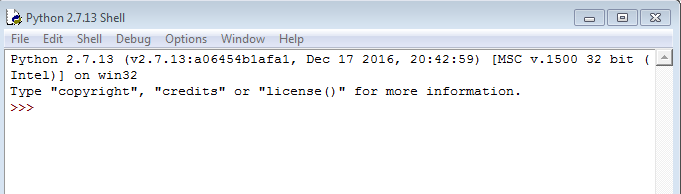 Python 2.7.13 Shell
File Edit Shell Debug Options Window Help
Python 2.7.13 (v2.7.13:a06454b1afa1, Dec 17 2016, 20:42:59) [MSC v.1500 32 bit (
Intel)] on win32
Type "copyright", "credits" or "license()" for more information.
>>>